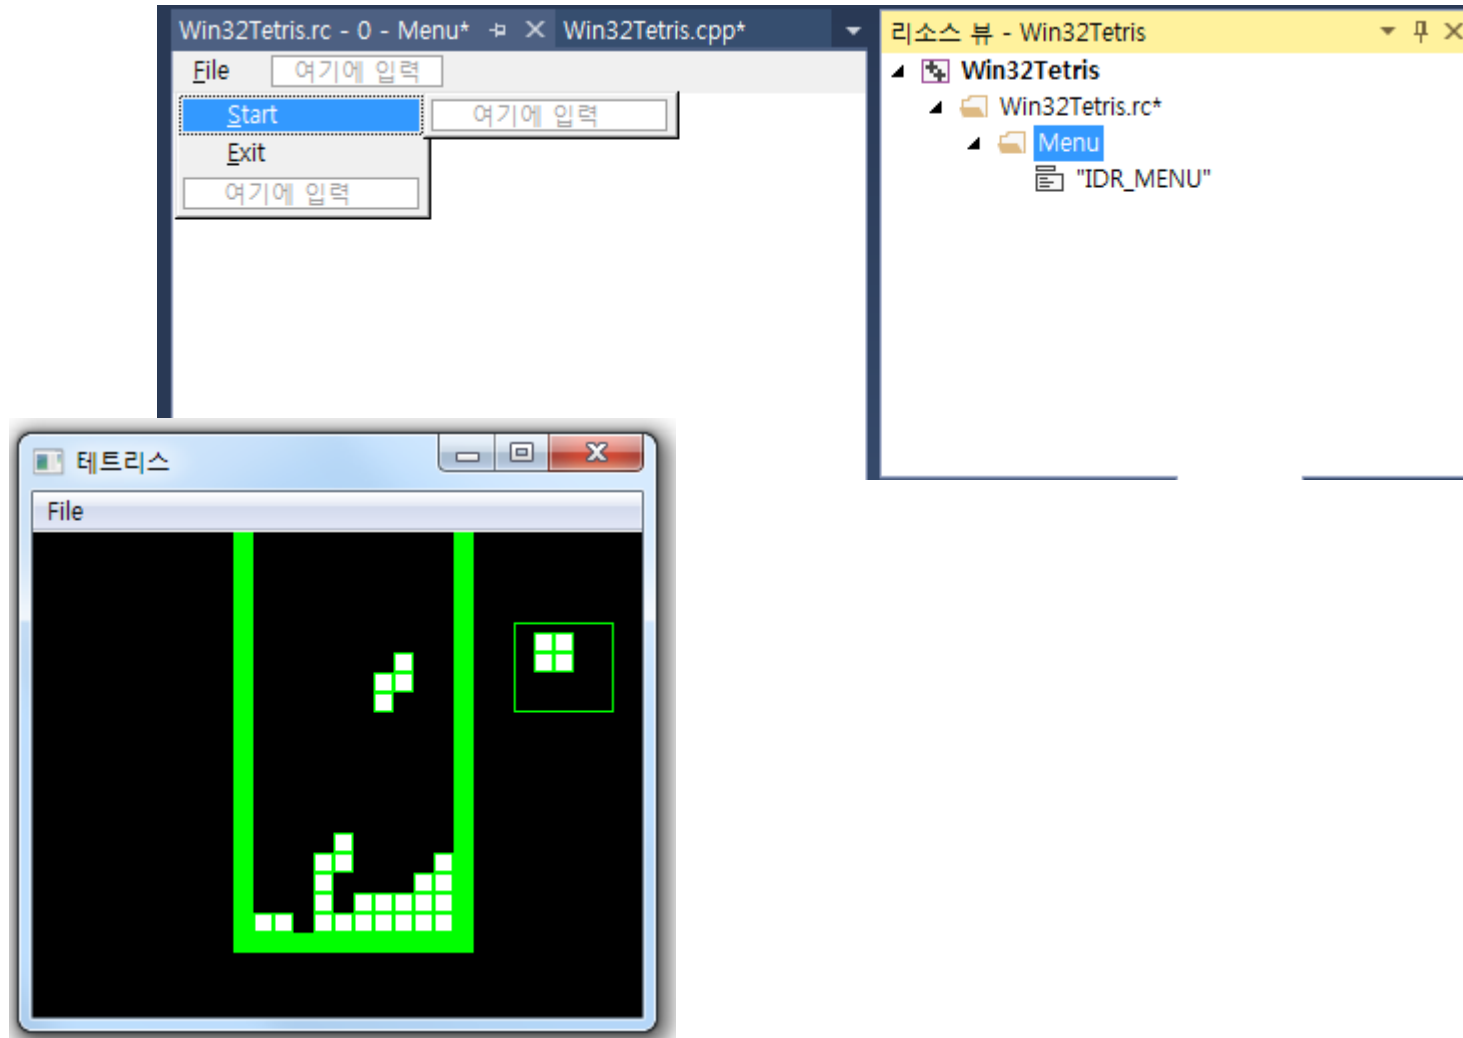 Win32Tetris.rc - 0 - Menu* Win32Tetris.cpp*
File 여기에 입력
Start 여기에 입력
Exit
여기에 입력
리소스 뷰 - Win32Tetris
Win32Tetris
Win32Tetris.rc*
Menu
"IDR_MENU"
테트리스
File